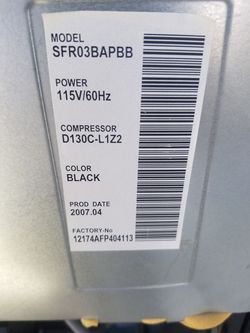 MODEL
SFR03BAPBB
POWER
115V/60Hz
COMPRESSOR
D130C-L1Z2
COLOR
BLACK
PROD DATE
2007.04
FACTORY-No
12174AFP404113